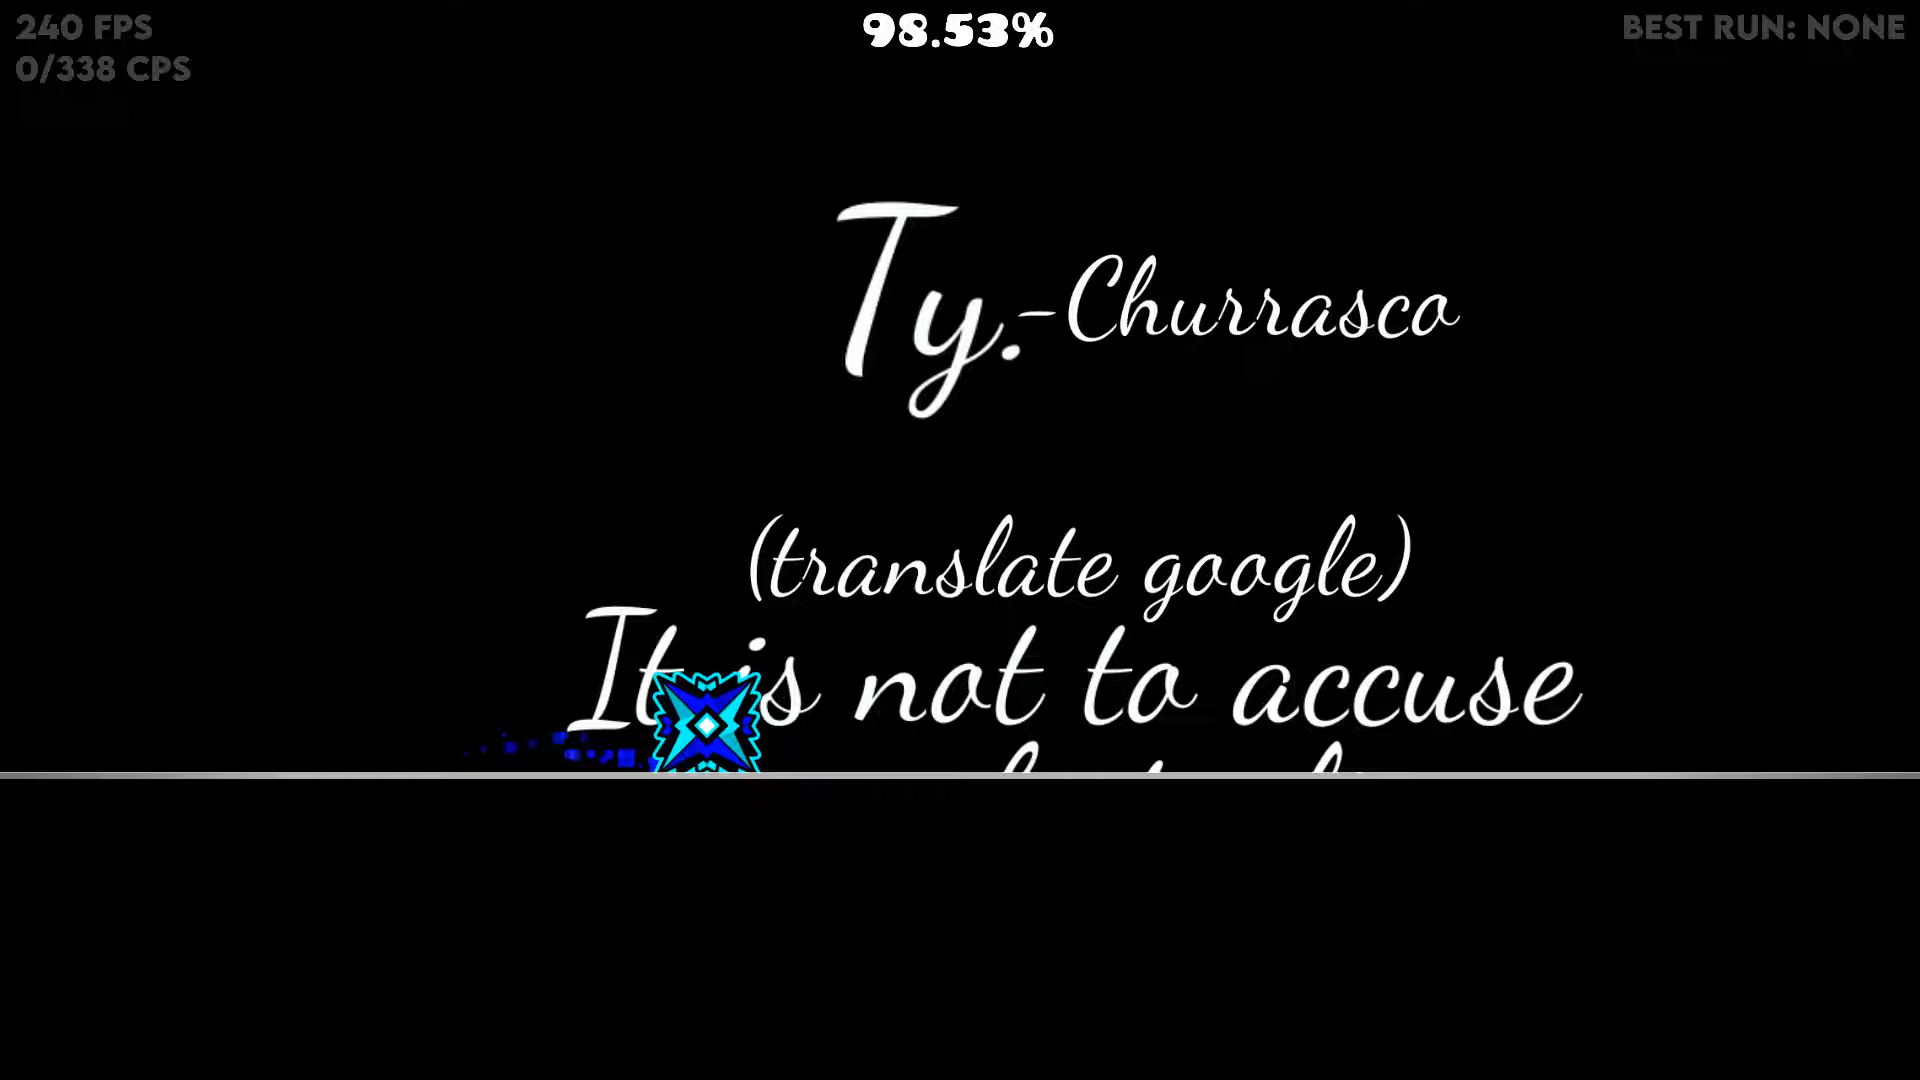 240 FPS
98.53%
BEST RUN: NONE
0/338 CPS
Ty.-Churrasco
(translate google)
It is not to accuse